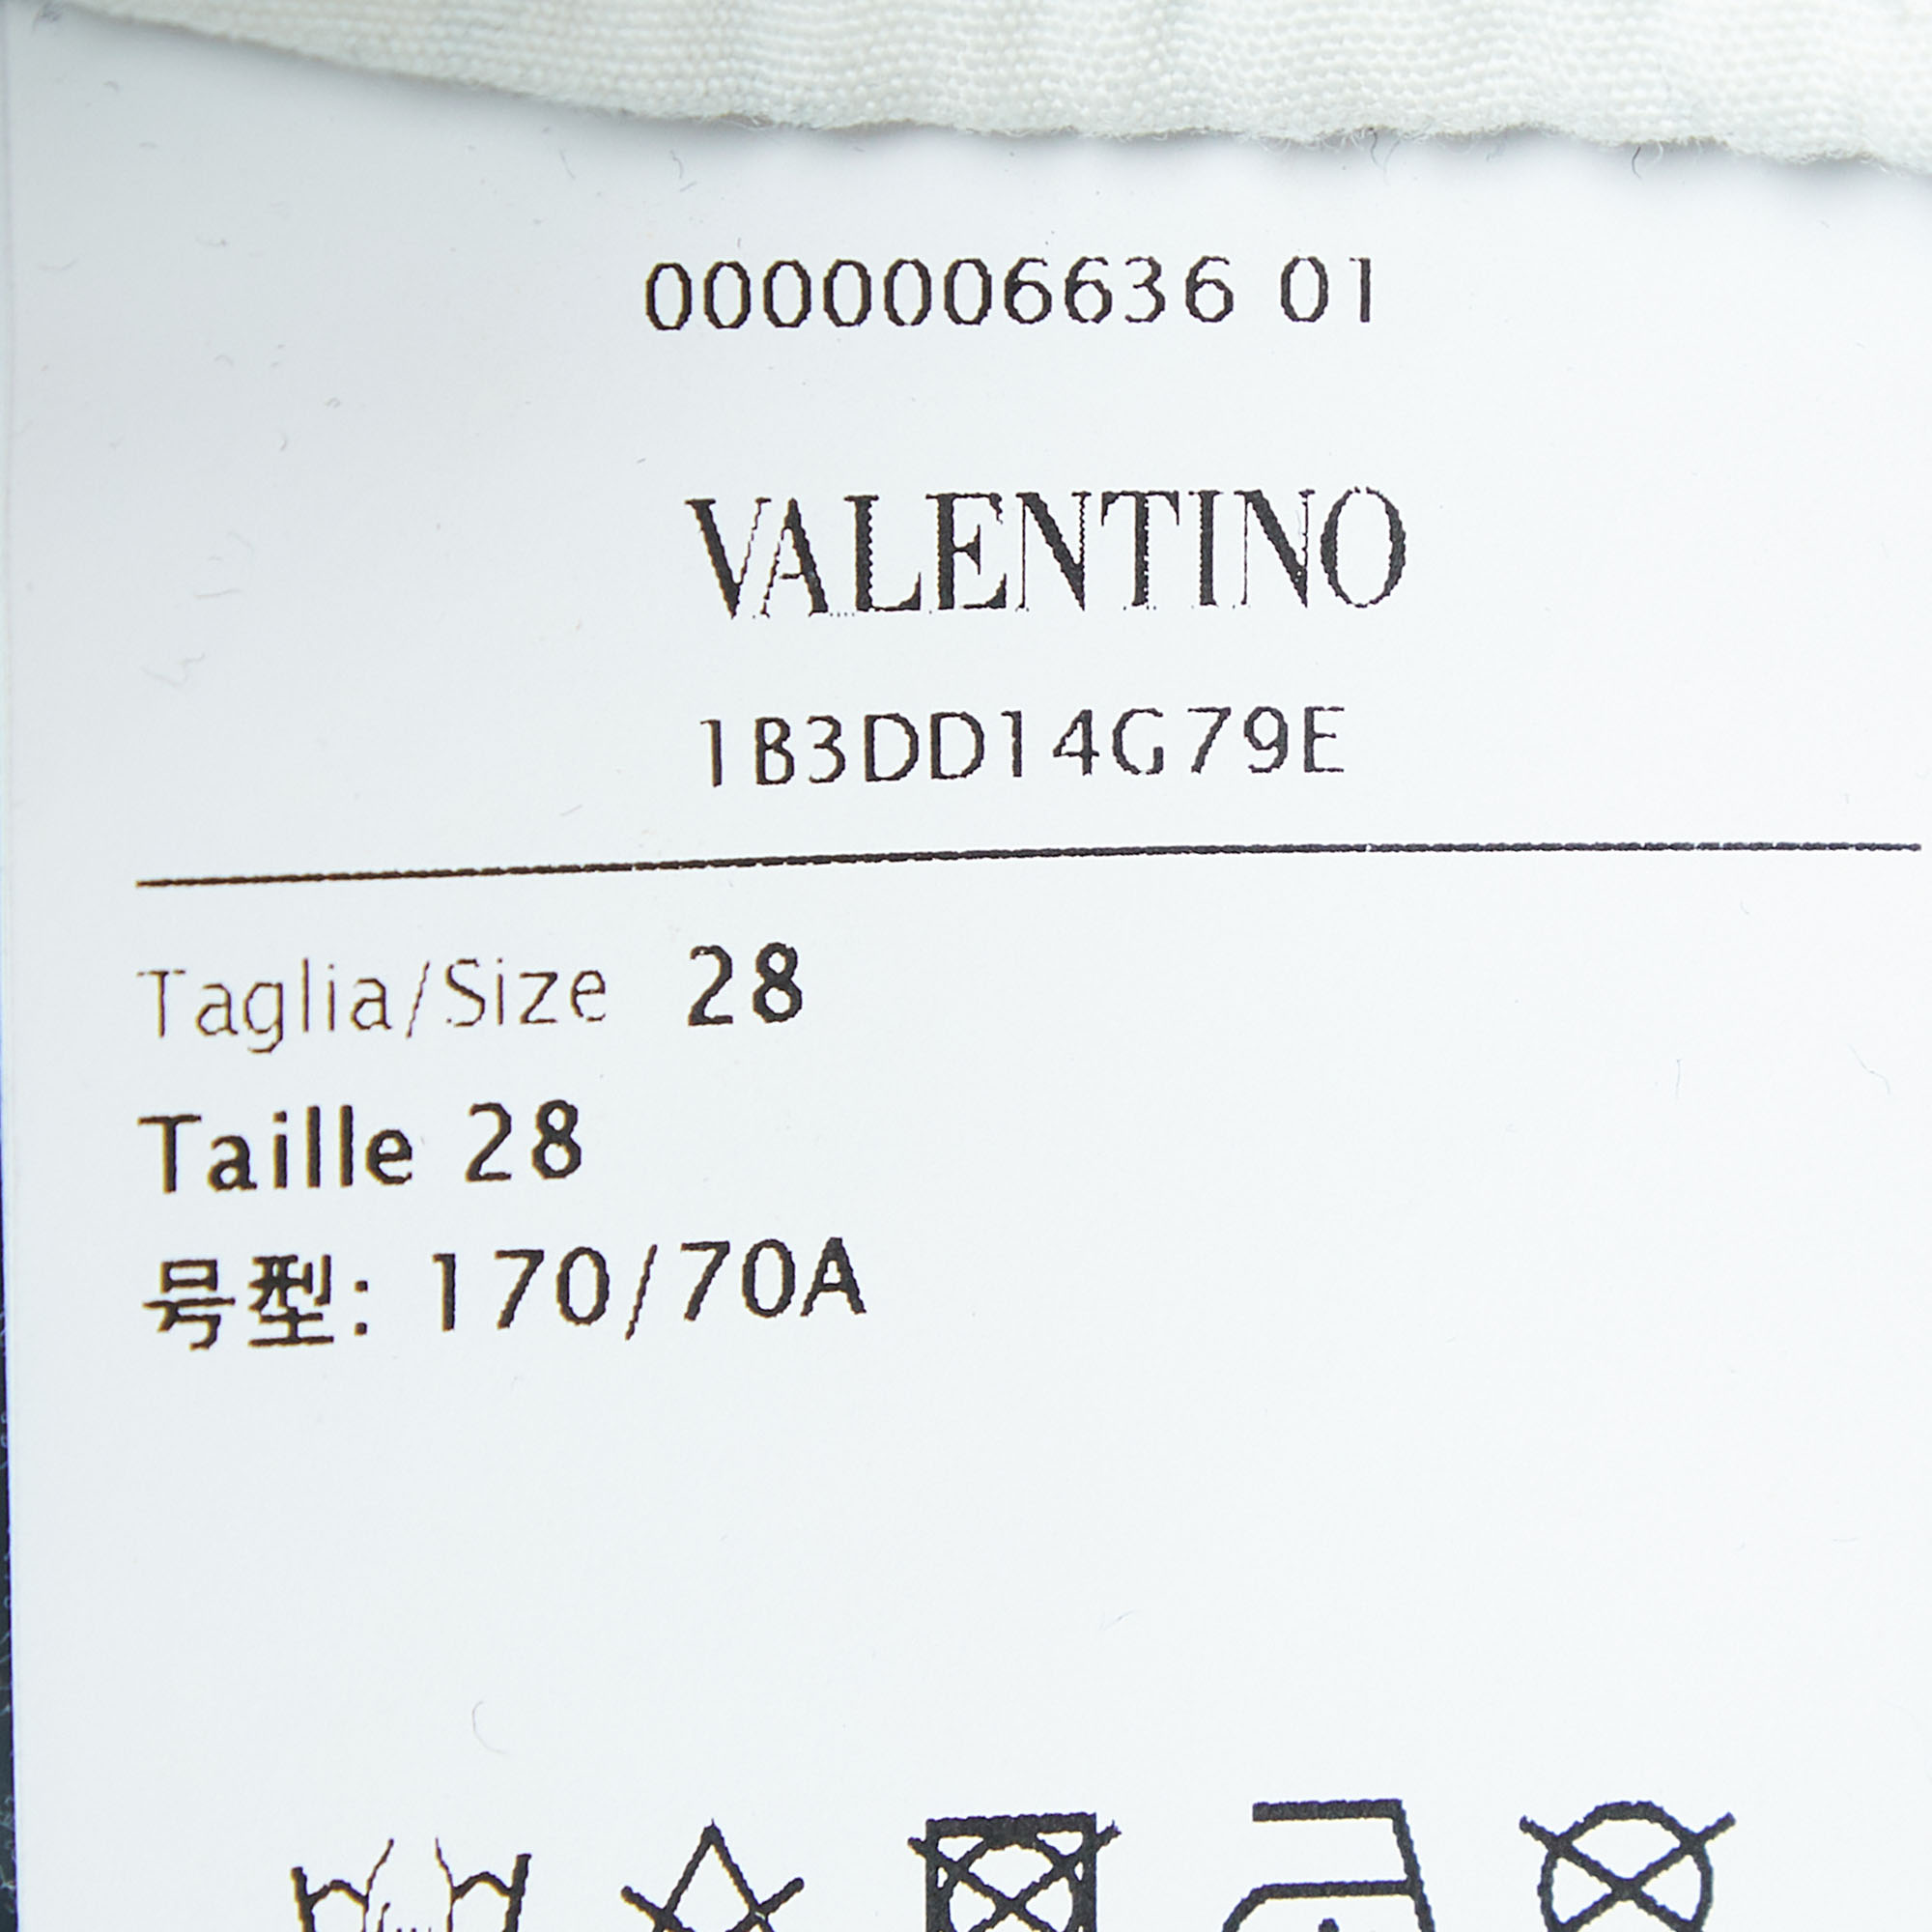 0000006636 01
VALENTINO
1B3DD14G79E
Taglia/Size 28
Taille 28
号型: 170/70A